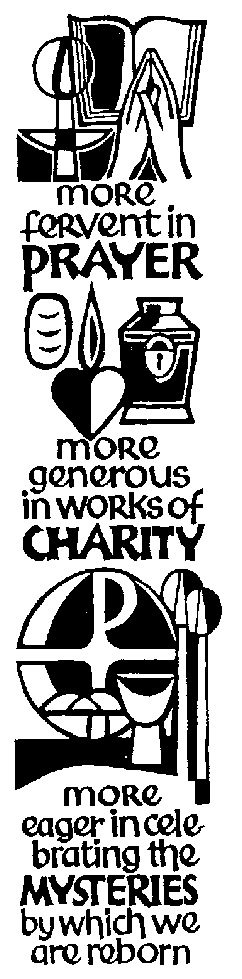 more
fervent in
PRAYER
more
generous
in works of
CHARITY
more
eager in cele-
brating the
MYSTERIES
by which we
are reborn